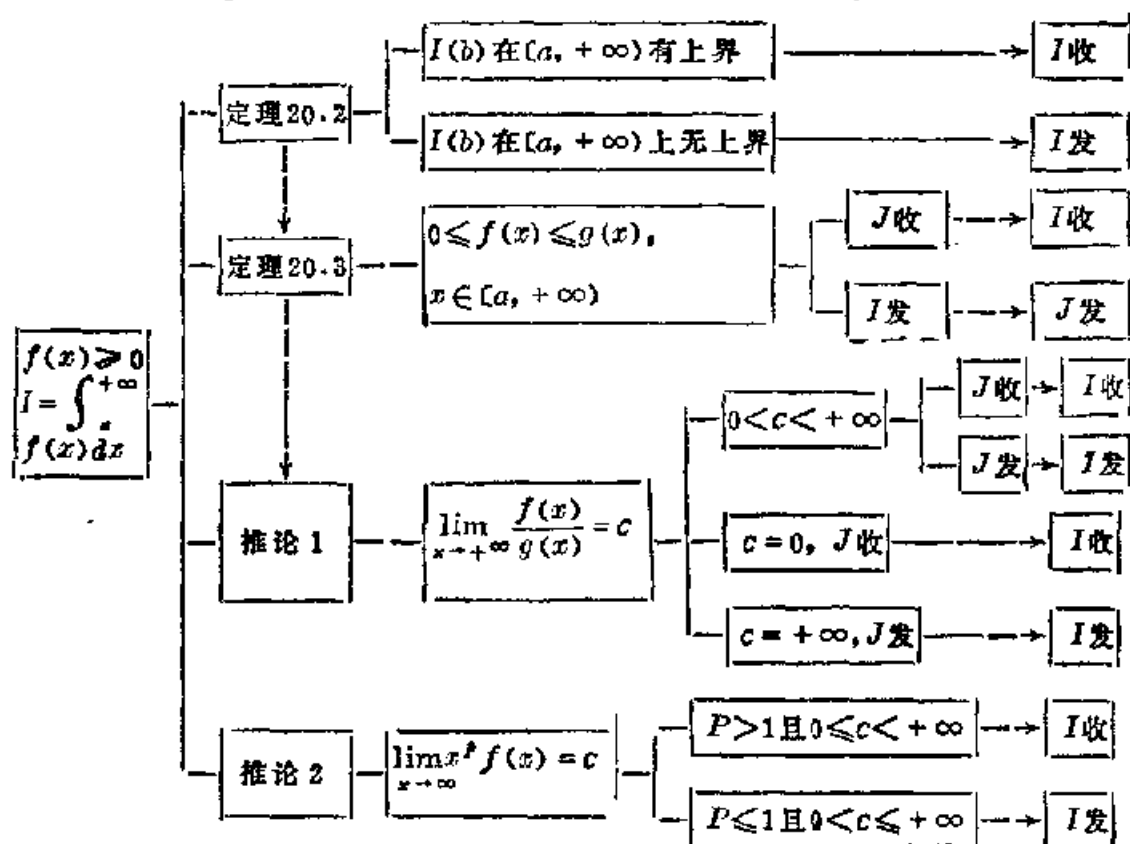 I(b)在[a, +∞)有上界
I收
定理20.2
I(b)在[a, +∞)上无上界
I发
0≤f(x)≤g(x),
x∈[a, +∞)
J收
I收
定理20.3
I发
J发
f(x)≥0
I=∫ₐ⁺∞
f(x)dx
0<c<+∞
J收
I收
J发
I发
推论1
lim x→+∞ f(x)/g(x) = c
c=0, J收
I收
c=+∞, J发
I发
推论2
lim x→∞ xᵖ f(x) = c
P>1且0≤c<+∞
I收
P≤1且0<c≤+∞
I发